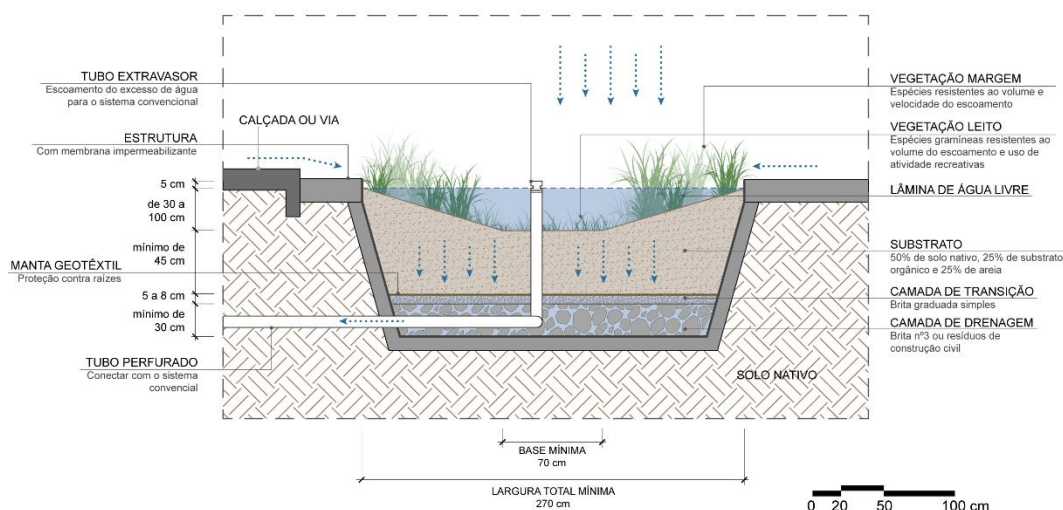 TUBO EXTRAVASOR
Escoamento do excesso de água
para o sistema convencional
CALÇADA OU VIA
ESTRUTURA
Com membrana impermeabilizante
5 cm
de 30 a
100 cm
mínimo de
45 cm
MANTA GEOTÊXTIL
Proteção contra raízes
5 a 8 cm
mínimo de
30 cm
TUBO PERFURADO
Conectar com o sistema
convencial
VEGETAÇÃO MARGEM
Espécies resistentes ao volume e
velocidade do escoamento
VEGETAÇÃO LEITO
Espécies gramíneas resistentes ao
volume do escoamento e uso de
atividade recreativas
LÂMINA DE ÁGUA LIVRE
SUBSTRATO
50% de solo nativo, 25% de substrato
orgânico e 25% de areia
CAMADA DE TRANSIÇÃO
Brita graduada simples
CAMADA DE DRENAGEM
Brita nº3 ou resíduos de
construção civil
SOLO NATIVO
BASE MÍNIMA
70 cm
LARGURA TOTAL MÍNIMA
270 cm
0 20 50 100 cm